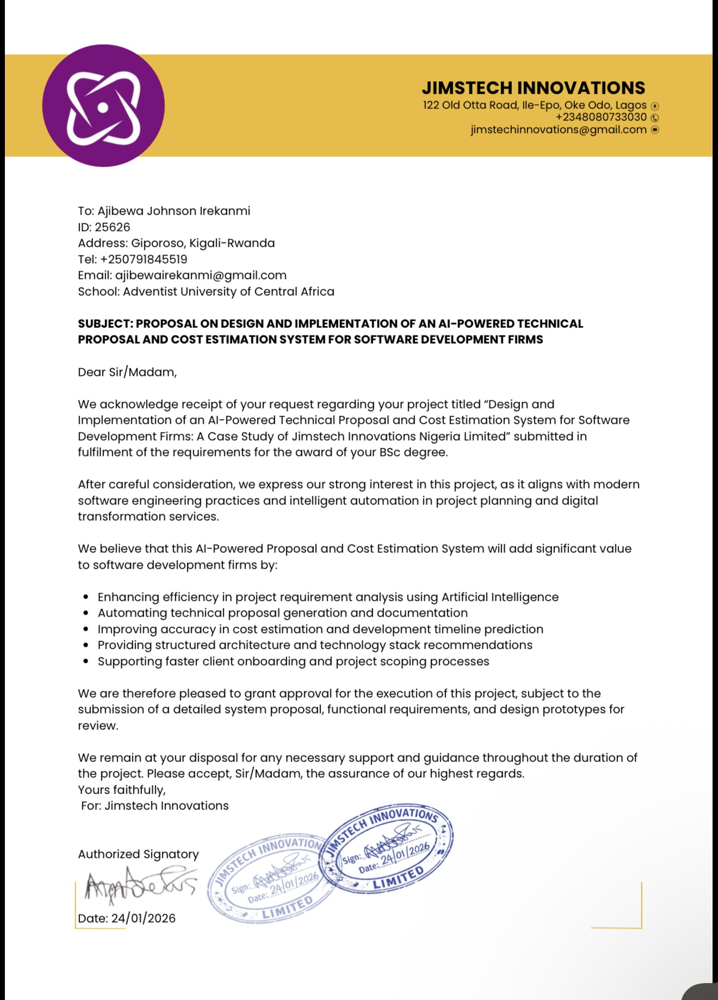 JIMSTECH INNOVATIONS
122 Old Otta Road, Ile-Epo, Oke Odo, Lagos
+2348080733030
jimstechinnovations@gmail.com
To: Ajibewa Johnson Irekanmi
ID: 25626
Address: Giporoso, Kigali-Rwanda
Tel: +250791845519
Email: ajibewairekanmi@gmail.com
School: Adventist University of Central Africa
SUBJECT: PROPOSAL ON DESIGN AND IMPLEMENTATION OF AN AI-POWERED TECHNICAL
PROPOSAL AND COST ESTIMATION SYSTEM FOR SOFTWARE DEVELOPMENT FIRMS
Dear Sir/Madam,
We acknowledge receipt of your request regarding your project titled “Design and
Implementation of an AI-Powered Technical Proposal and Cost Estimation System for Software
Development Firms: A Case Study of Jimstech Innovations Nigeria Limited” submitted in
fulfilment of the requirements for the award of your BSc degree.
After careful consideration, we express our strong interest in this project, as it aligns with modern
software engineering practices and intelligent automation in project planning and digital
transformation services.
We believe that this AI-Powered Proposal and Cost Estimation System will add significant value
to software development firms by:
• Enhancing efficiency in project requirement analysis using Artificial Intelligence
• Automating technical proposal generation and documentation
• Improving accuracy in cost estimation and development timeline prediction
• Providing structured architecture and technology stack recommendations
• Supporting faster client onboarding and project scoping processes
We are therefore pleased to grant approval for the execution of this project, subject to the
submission of a detailed system proposal, functional requirements, and design prototypes for
review.
We remain at your disposal for any necessary support and guidance throughout the duration of
the project. Please accept, Sir/Madam, the assurance of our highest regards.
Yours faithfully,
For: Jimstech Innovations
Authorized Signatory
Date: 24/01/2026
JIMSTECH INNOVATION
Sign:
Date: 24/01/2026
LIMITED
JIMSTECH INNOVATIONS
Sign:
Date: 24/01/2026
LIMITED